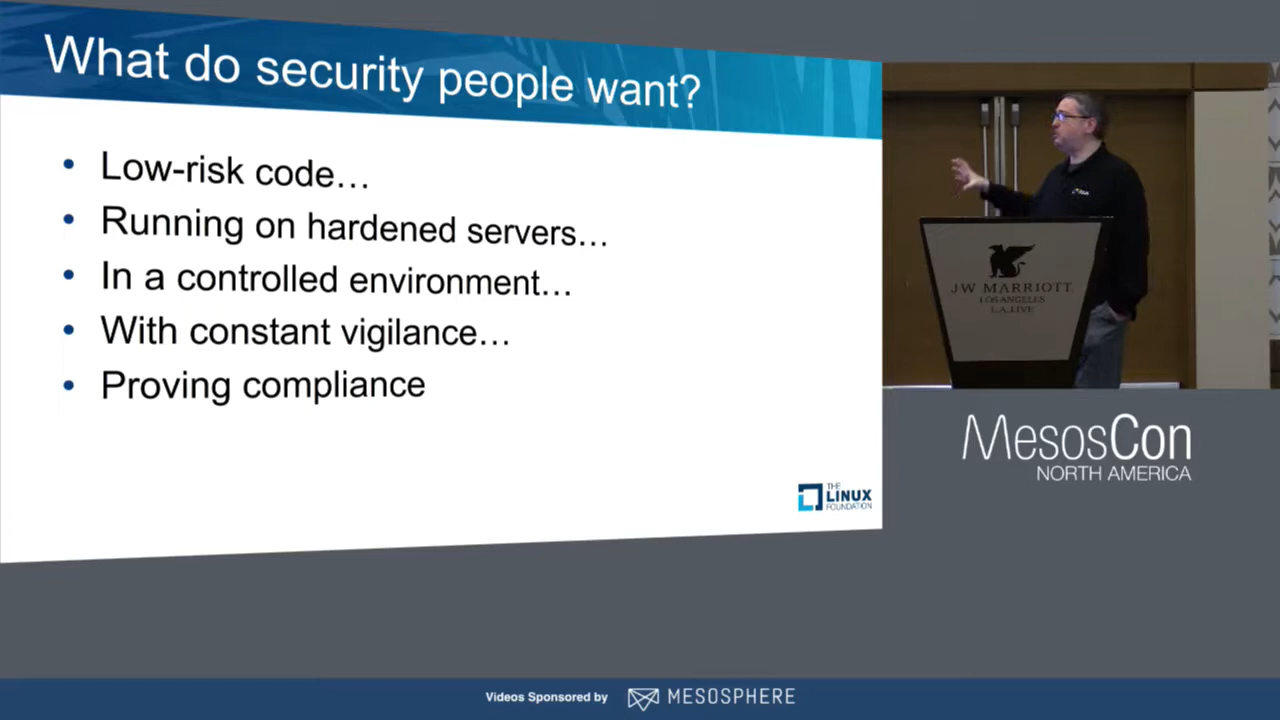 What do security people want?
• Low-risk code…
• Running on hardened servers…
• In a controlled environment…
• With constant vigilance…
• Proving compliance
THE
LINUX
FOUNDATION
JW MARRIOTT
LOS ANGELES
L.A. LIVE
MesosCon
NORTH AMERICA
Videos Sponsored by MESOSPHERE